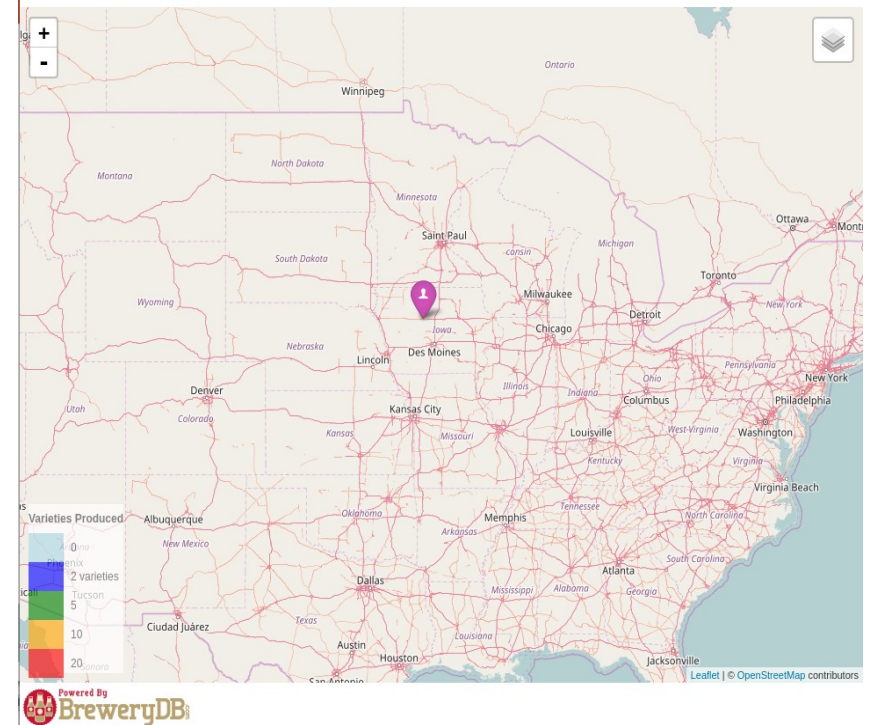 +
-
Ontario
Winnipeg
Montana
North Dakota
Minnesota
Ottawa
Saint Paul
Michigan
South Dakota
consin
Toronto
Wyoming
Milwaukee
New York
Detroit
Iowa
Chicago
Nebraska
Des Moines
Lincoln
Pennsylvania
New York
Ohio
Illinois
Indiana
Denver
Columbus
Philadelphia
Utah
Kansas City
Colorado
Kansas
Missouri
Louisville
West Virginia
Washington
Kentucky
Virginia
Virginia Beach
Oklahoma
Tennessee
Memphis
North Carolina
Albuquerque
Arkansas
New Mexico
South Carolina
Atlanta
Dallas
Mississippi
Alabama
Georgia
Ciudad Juárez
Texas
Louisiana
Austin
Houston
Jacksonville
San Antonio
Varieties Produced
0
Phoenix
2 varieties
Tucson
5
10
20
Leaflet | © OpenStreetMap contributors
Powered By
BreweryDB